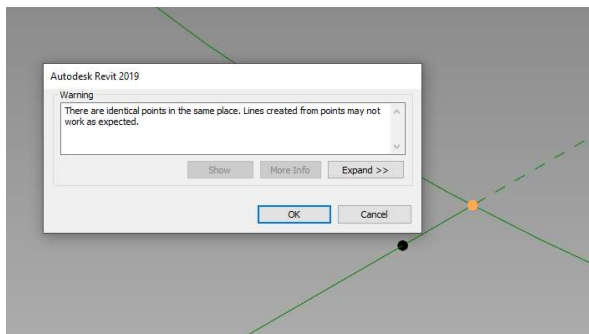 Autodesk Revit 2019
Warning
There are identical points in the same place. Lines created from points may not
work as expected.
Show
More Info
Expand >>
OK
Cancel